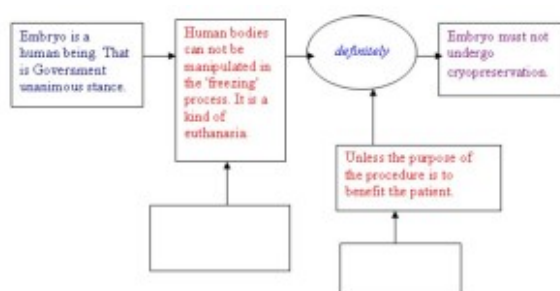 Embryo is a
human being. That
is Government
unanimous stance.
Human bodies
can not be
manipulated in
the 'freezing'
process. It is a
kind of
euthanasia.
definitely
Embryo must not
undergo
cryopreservation.
Unless the purpose of
the procedure is to
benefit the patient.